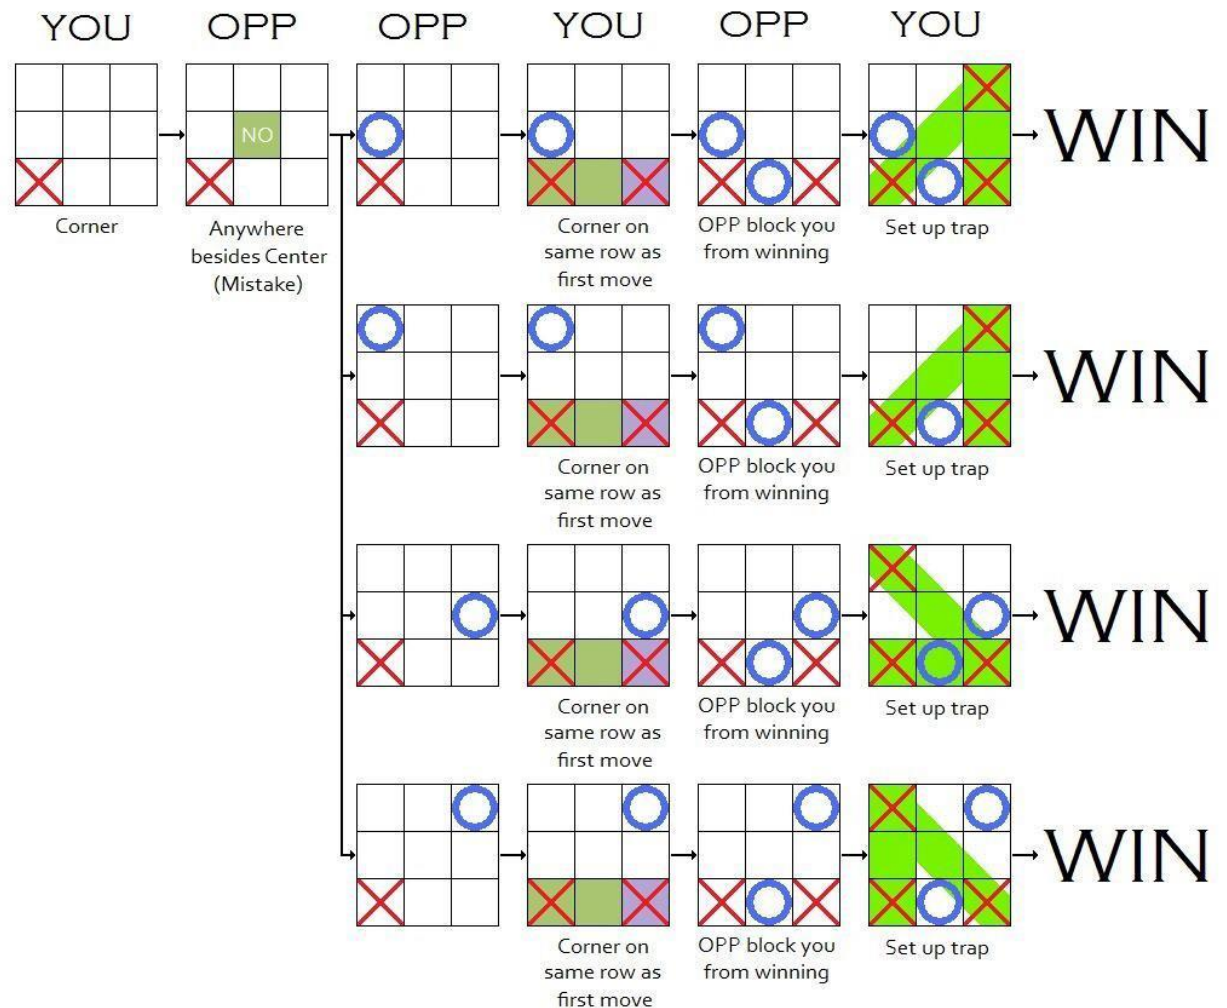 YOU OPP OPP YOU OPP YOU
NO
WIN
Corner
Anywhere
besides Center
(Mistake)
Corner on
same row as
first move
OPP block you
from winning
Set up trap
WIN
Corner on
same row as
first move
OPP block you
from winning
Set up trap
WIN
Corner on
same row as
first move
OPP block you
from winning
Set up trap
WIN
Corner on
same row as
first move
OPP block you
from winning
Set up trap